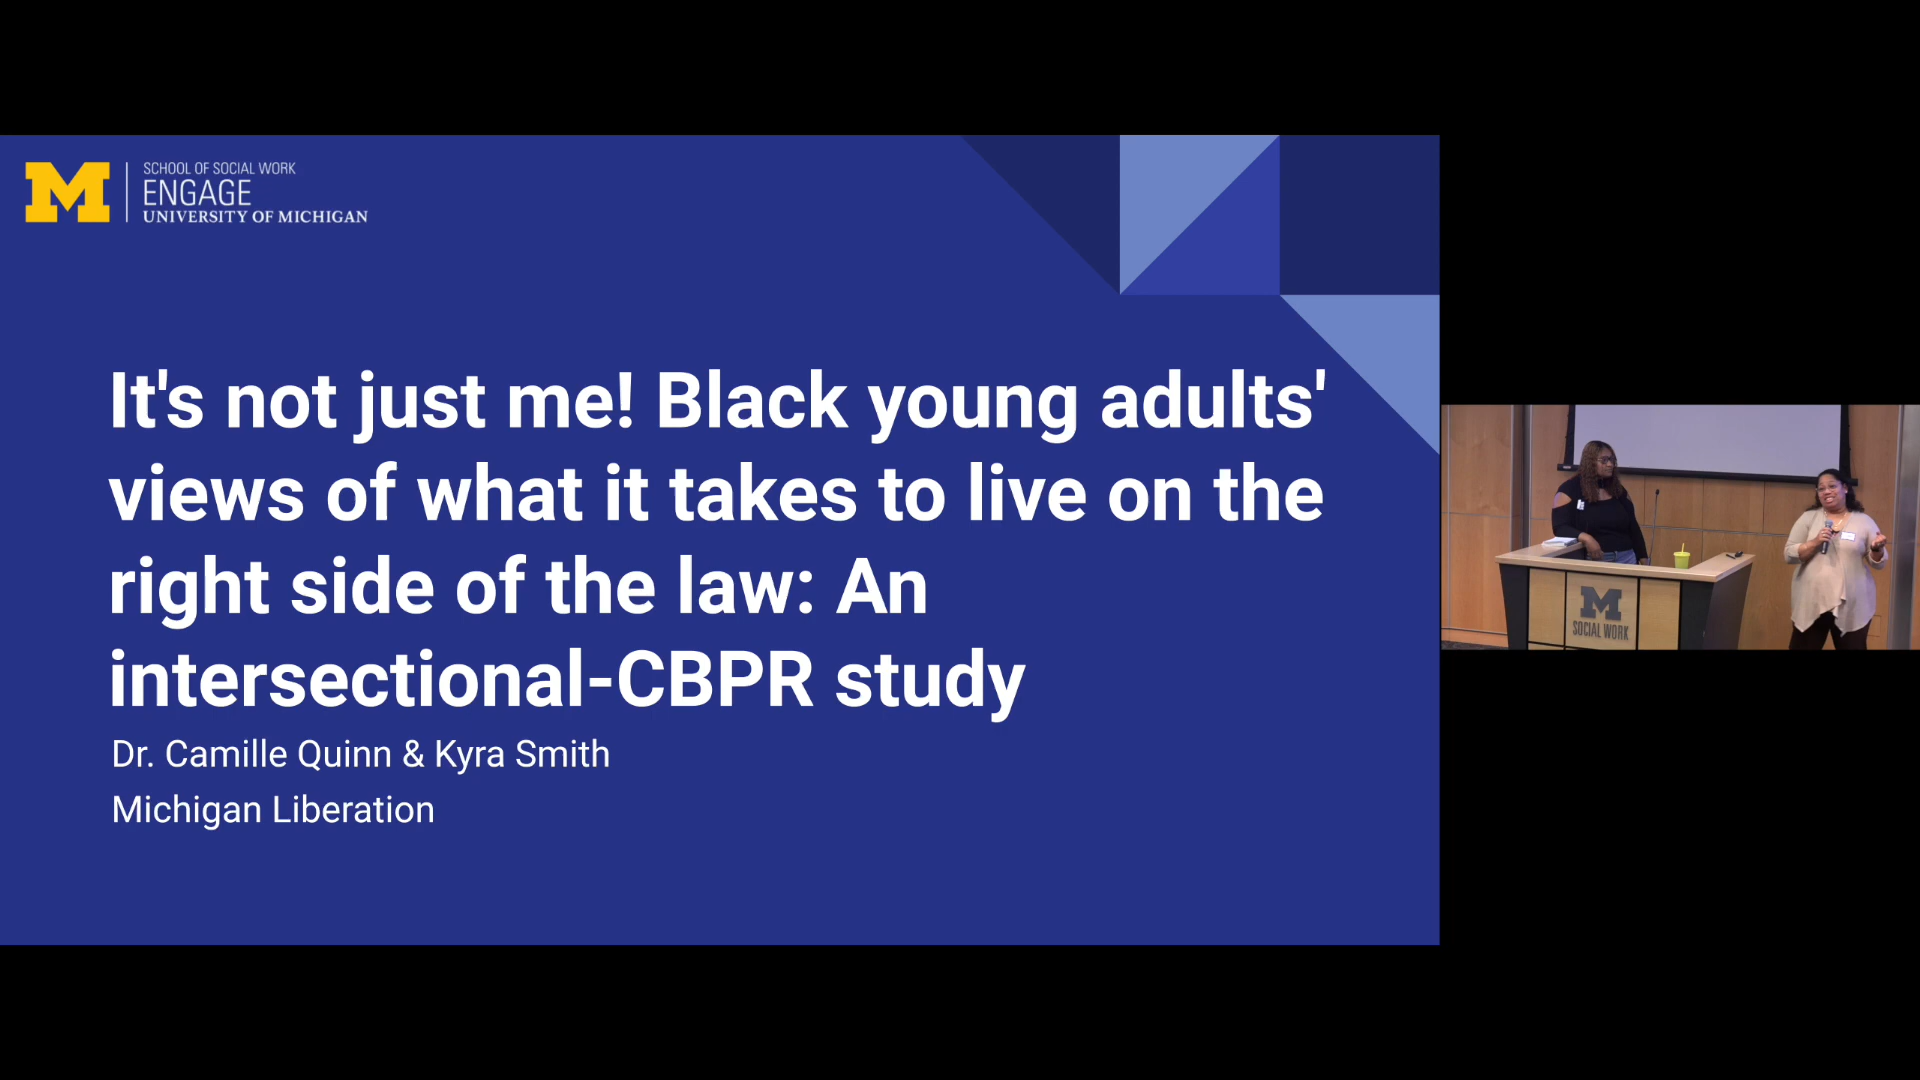 SCHOOL OF SOCIAL WORK
ENGAGE
UNIVERSITY OF MICHIGAN
It's not just me! Black young adults'
views of what it takes to live on the
right side of the law: An
intersectional-CBPR study
Dr. Camille Quinn & Kyra Smith
Michigan Liberation
M
SOCIAL WORK